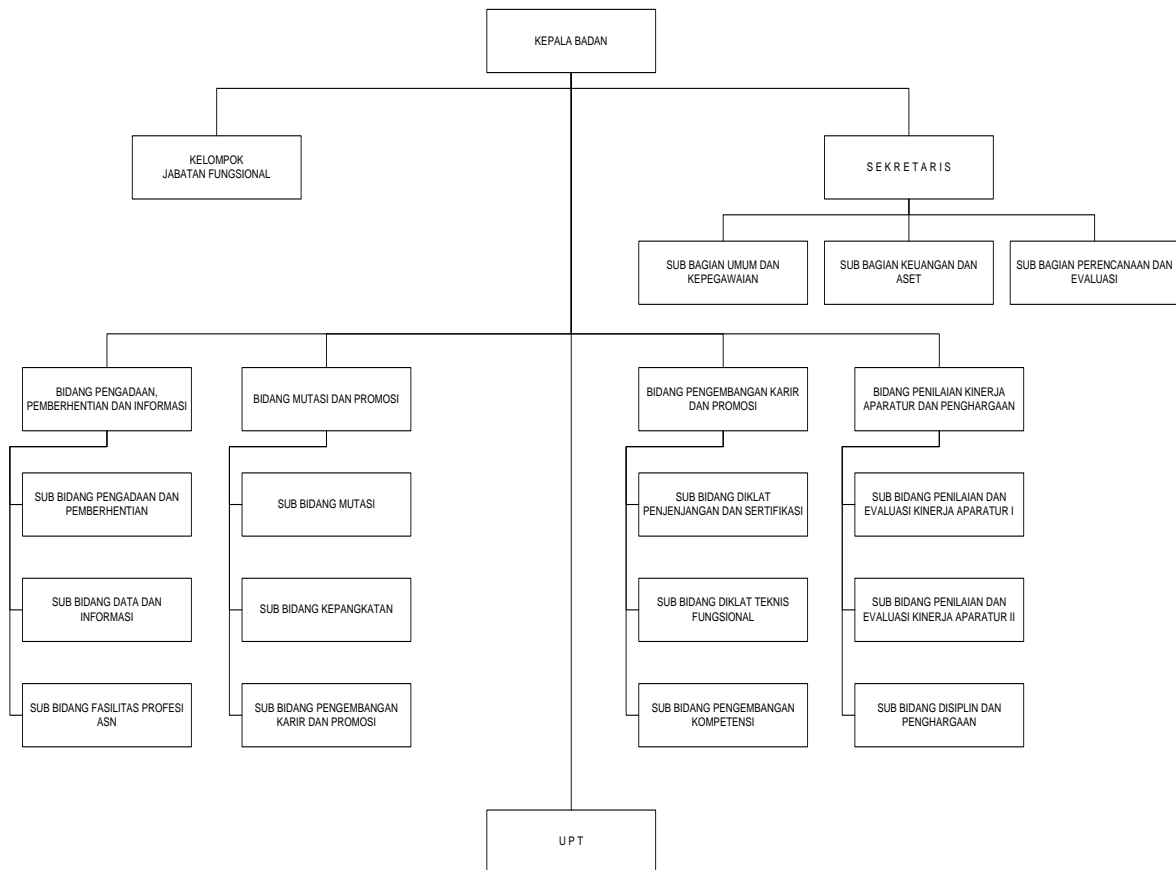 KEPALA BADAN
KELOMPOK
JABATAN FUNGSIONAL
S E K R E T A R I S
SUB BAGIAN UMUM DAN
KEPEGAWAIAN
SUB BAGIAN KEUANGAN DAN
ASET
SUB BAGIAN PERENCANAAN DAN
EVALUASI
BIDANG PENGADAAN,
PEMBERHENTIAN DAN INFORMASI
BIDANG MUTASI DAN PROMOSI
BIDANG PENGEMBANGAN KARIR
DAN PROMOSI
BIDANG PENILAIAN KINERJA
APARATUR DAN PENGHARGAAN
SUB BIDANG PENGADAAN DAN
PEMBERHENTIAN
SUB BIDANG MUTASI
SUB BIDANG DIKLAT
PENJENJANGAN DAN SERTIFIKASI
SUB BIDANG PENILAIAN DAN
EVALUASI KINERJA APARATUR I
SUB BIDANG DATA DAN
INFORMASI
SUB BIDANG KEPANGKATAN
SUB BIDANG DIKLAT TEKNIS
FUNGSIONAL
SUB BIDANG PENILAIAN DAN
EVALUASI KINERJA APARATUR II
SUB BIDANG FASILITAS PROFESI
ASN
SUB BIDANG PENGEMBANGAN
KARIR DAN PROMOSI
SUB BIDANG PENGEMBANGAN
KOMPETENSI
SUB BIDANG DISIPLIN DAN
PENGHARGAAN
U P T